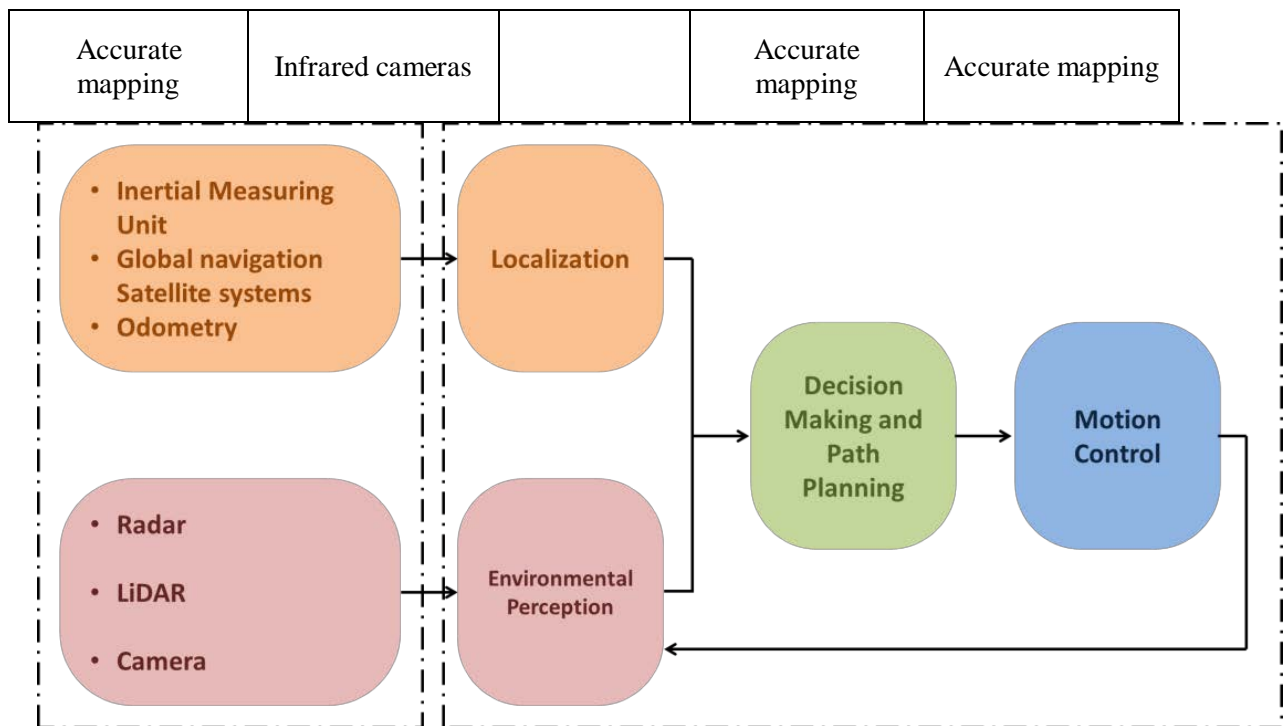 Accurate
mapping
Infrared cameras
Accurate
mapping
Accurate mapping
• Inertial Measuring
Unit
• Global navigation
Satellite systems
• Odometry
Localization
Decision
Making and
Path
Planning
Motion
Control
• Radar
• LiDAR
• Camera
Environmental
Perception